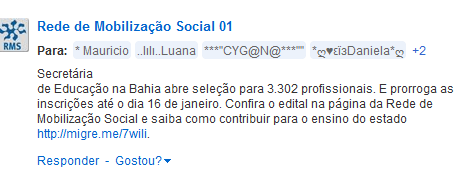 Rede de Mobilização Social 01
RMS
Para: * Mauricio ..lılı..Luana ***"CYG@N@***"" *ღ♥εïзDaniela*ღ +2
Secretária
de Educação na Bahia abre seleção para 3.302 profissionais. E prorroga as
inscrições até o dia 16 de janeiro. Confira o edital na página da Rede de
Mobilização Social e saiba como contribuir para o ensino do estado
http://migre.me/7wili.
Responder - Gostou?